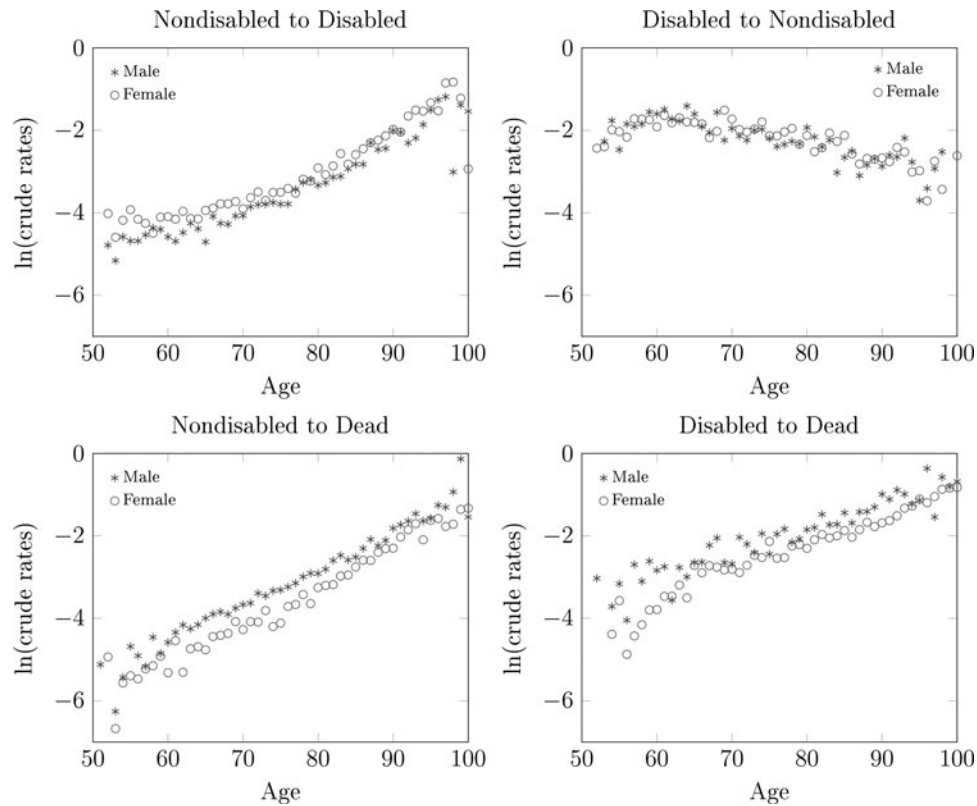 Nondisabled to Disabled
0
−2
−4
−6
ln(crude rates)
Male
Female
50 60 70 80 90 100
Age
Disabled to Nondisabled
0
−2
−4
−6
ln(crude rates)
Male
Female
50 60 70 80 90 100
Age
Nondisabled to Dead
0
−2
−4
−6
ln(crude rates)
Male
Female
50 60 70 80 90 100
Age
Disabled to Dead
0
−2
−4
−6
ln(crude rates)
Male
Female
50 60 70 80 90 100
Age